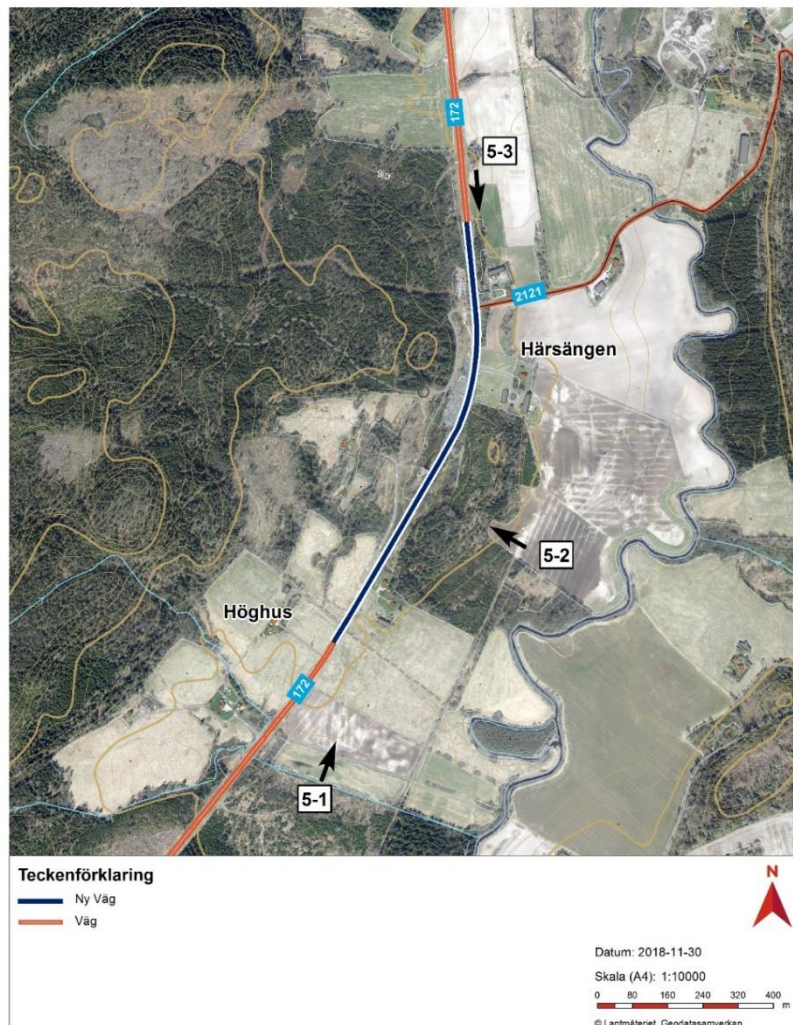 172
5-3
2121
Härsängen
5-2
Höghus
172
5-1
Teckenförklaring
Ny Väg
Väg
N
Datum: 2018-11-30
Skala (A4): 1:10000
0 80 160 240 320 400
m
© Lantmäteriet, Geodatasamverkan